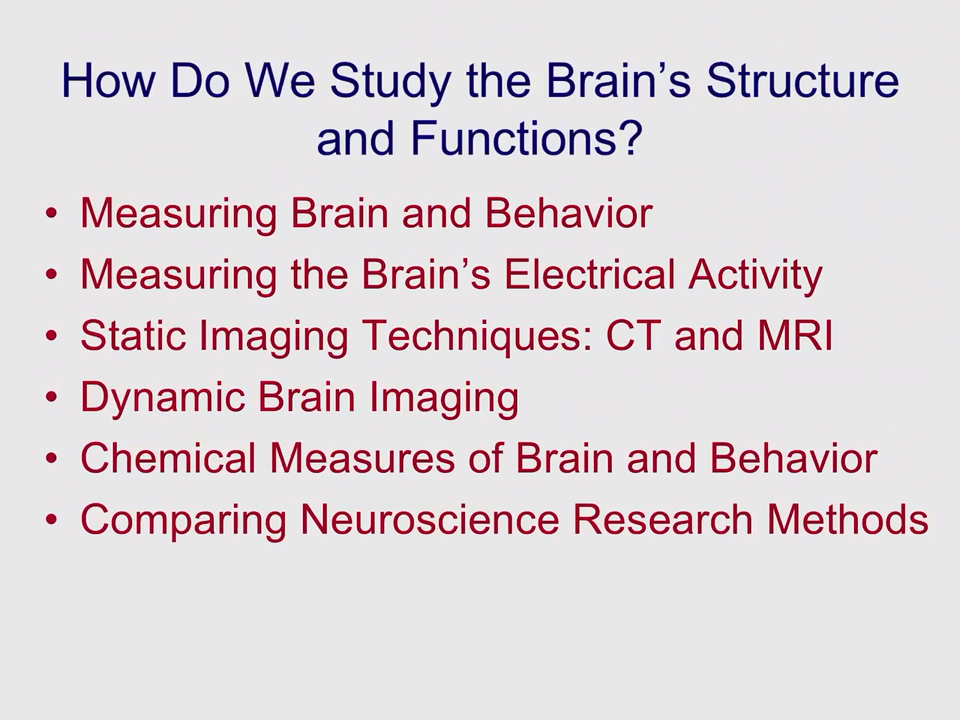 How Do We Study the Brain’s Structure
and Functions?
• Measuring Brain and Behavior
• Measuring the Brain’s Electrical Activity
• Static Imaging Techniques: CT and MRI
• Dynamic Brain Imaging
• Chemical Measures of Brain and Behavior
• Comparing Neuroscience Research Methods